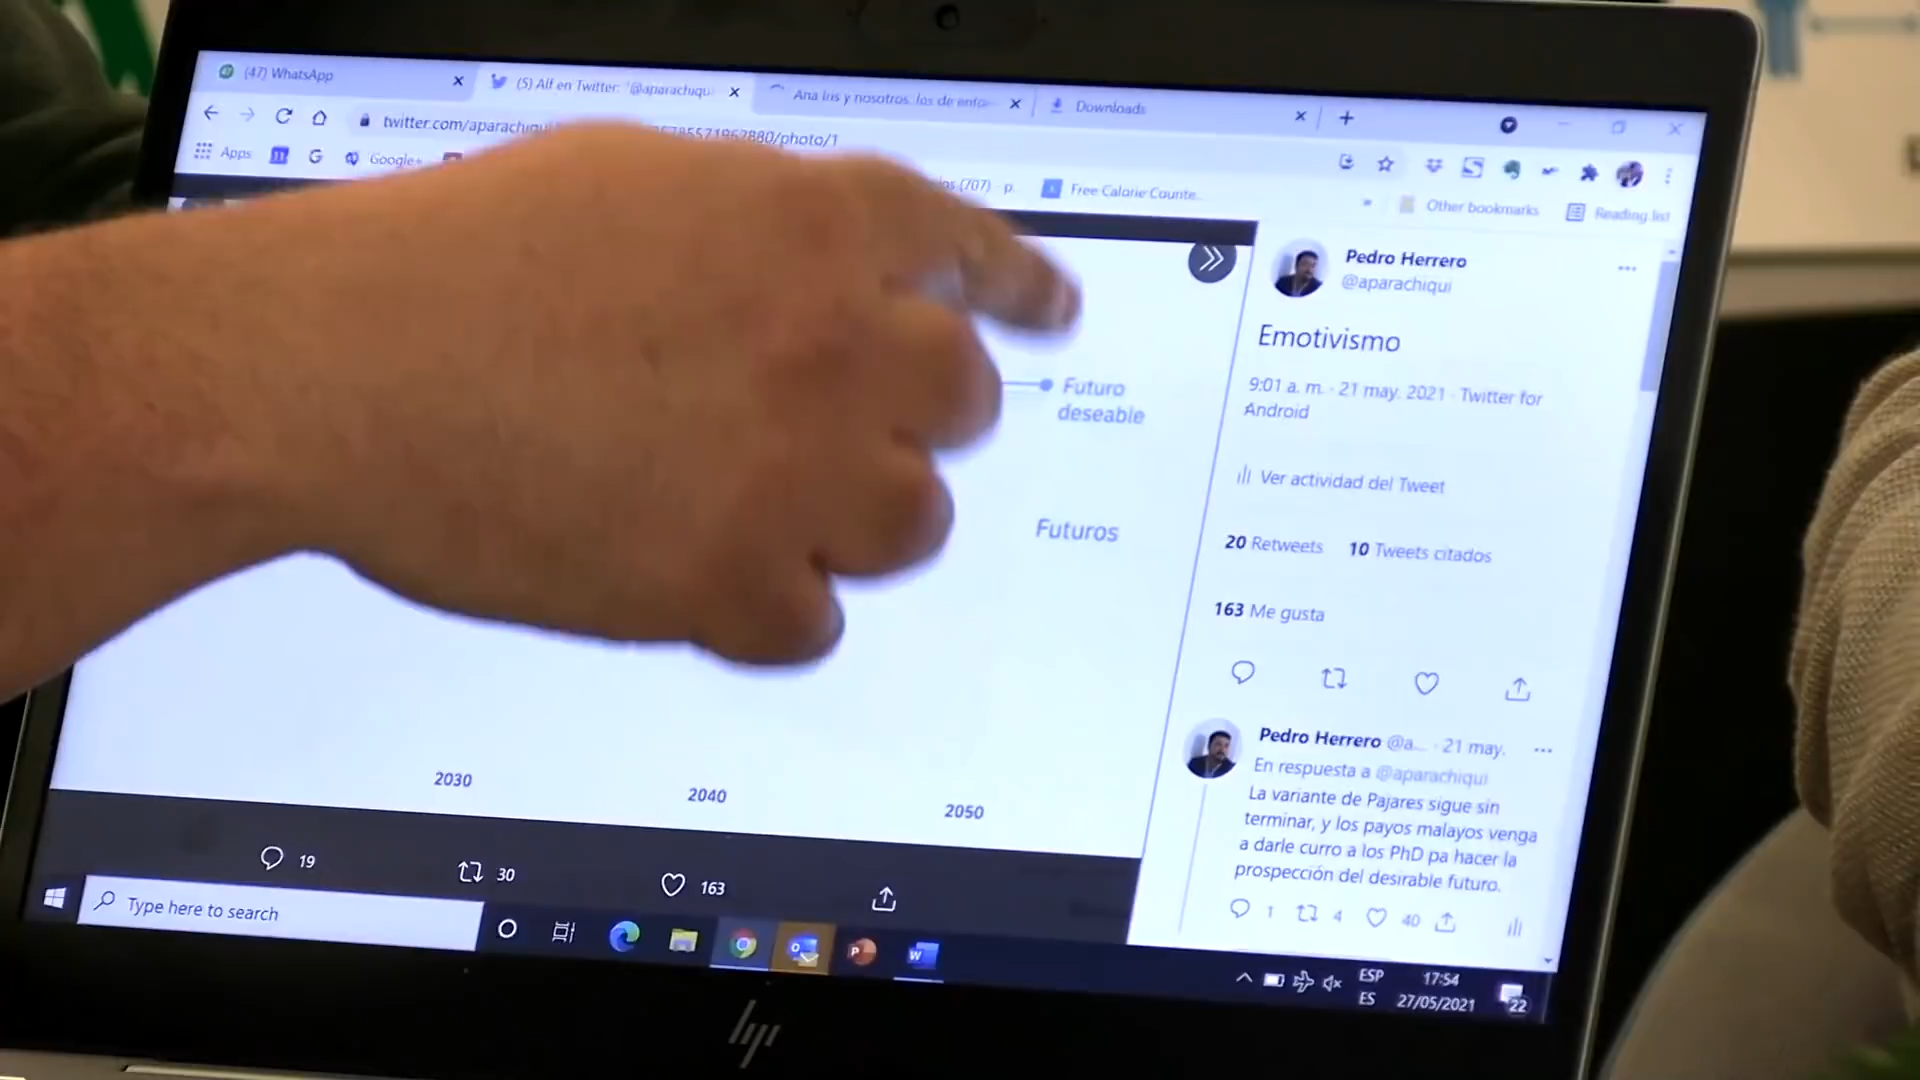 (47) WhatsApp
(5) Alf en Twitter: "@aparachiqui
Ana Iris y nosotros, los de
Downloads
twitter.com/aparachiqui
785571962880/photo/1
Apps
Google+
(707) - p
Free Calorie Counte...
Other bookmarks
Reading list
Futuro
deseable
Futuros
2030
2040
2050
19
30
163
Pedro Herrero
@aparachiqui
Emotivismo
9:01 a. m. · 21 may. 2021 · Twitter for
Android
Ver actividad del Tweet
20 Retweets 10 Tweets citados
163 Me gusta
Pedro Herrero @a... · 21 may.
En respuesta a @aparachiqui
La variante de Pajares sigue sin
terminar, y los payos malayos venga
a darle curro a los PhD pa hacer la
prospección del desirable futuro.
1 4 40
Type here to search
ESP
ES
17:54
27/05/2021
22
hp